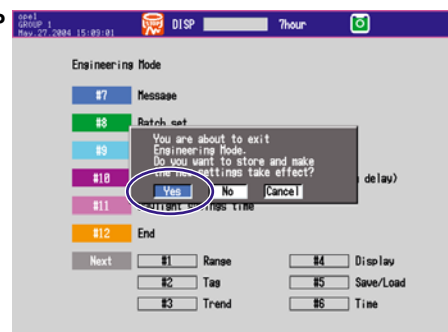 opel
GROUP 1
May.27.2004 15:09:01
DISP
7hour
Engineering Mode
#7 Message
#8 Batch set
#9
You are about to exit
Engineering Mode.
Do you want to store and make
the new settings take effect?
Yes No Cancel
#10 delay)
#11 time
#12 End
Next #1 Range #4 Display
#2 Tag #5 Save/Load
#3 Trend #6 Time